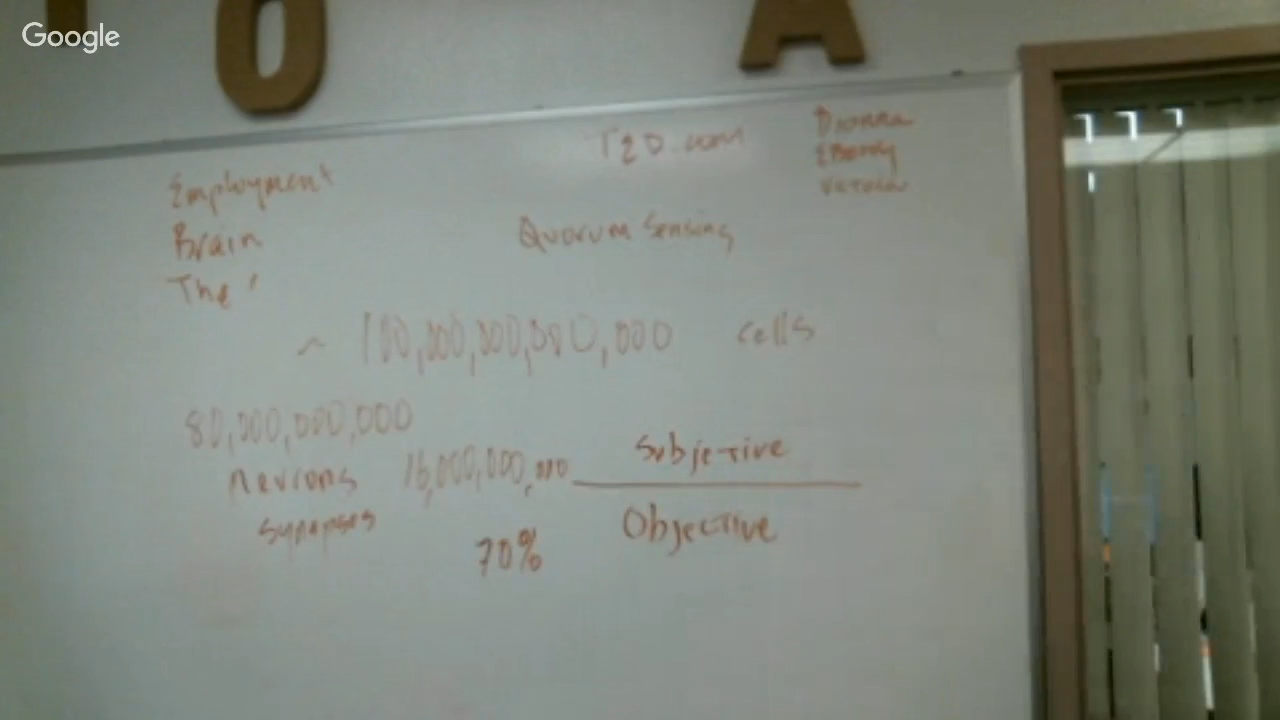 Google
O A
T2D.com
Employment
Brain
The
Quorum Sensing
~ 100,000,000,000,000 cells
80,000,000,000
neurons 16,000,000,000
synapses
Subjective
Objective
70%